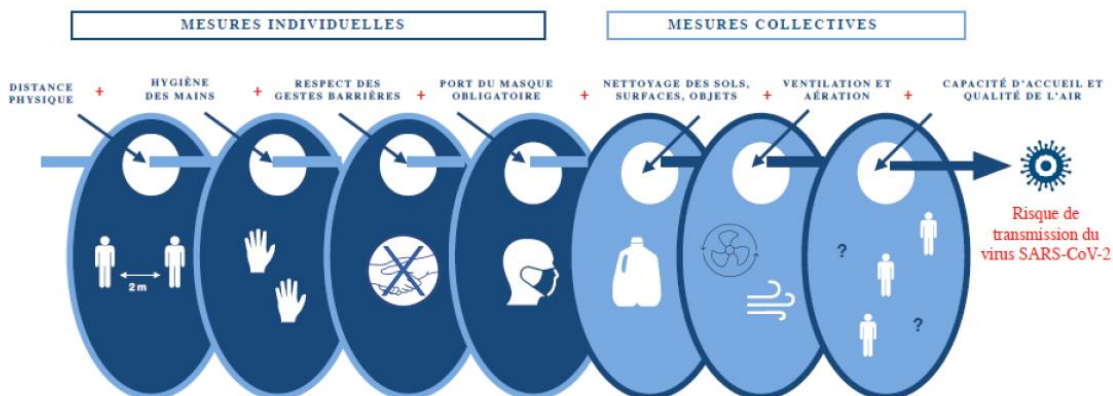 MESURES INDIVIDUELLES
MESURES COLLECTIVES
DISTANCE
PHYSIQUE
+
HYGIÈNE
DES MAINS
+
RESPECT DES
GESTES BARRIÈRES
+
PORT DU MASQUE
OBLIGATOIRE
+
NETTOYAGE DES SOLS,
SURFACES, OBJETS
+
VENTILATION ET
AÉRATION
+
CAPACITÉ D'ACCUEIL ET
QUALITÉ DE L'AIR
2 m
?
?
Risque de
transmission du
virus SARS-CoV-2